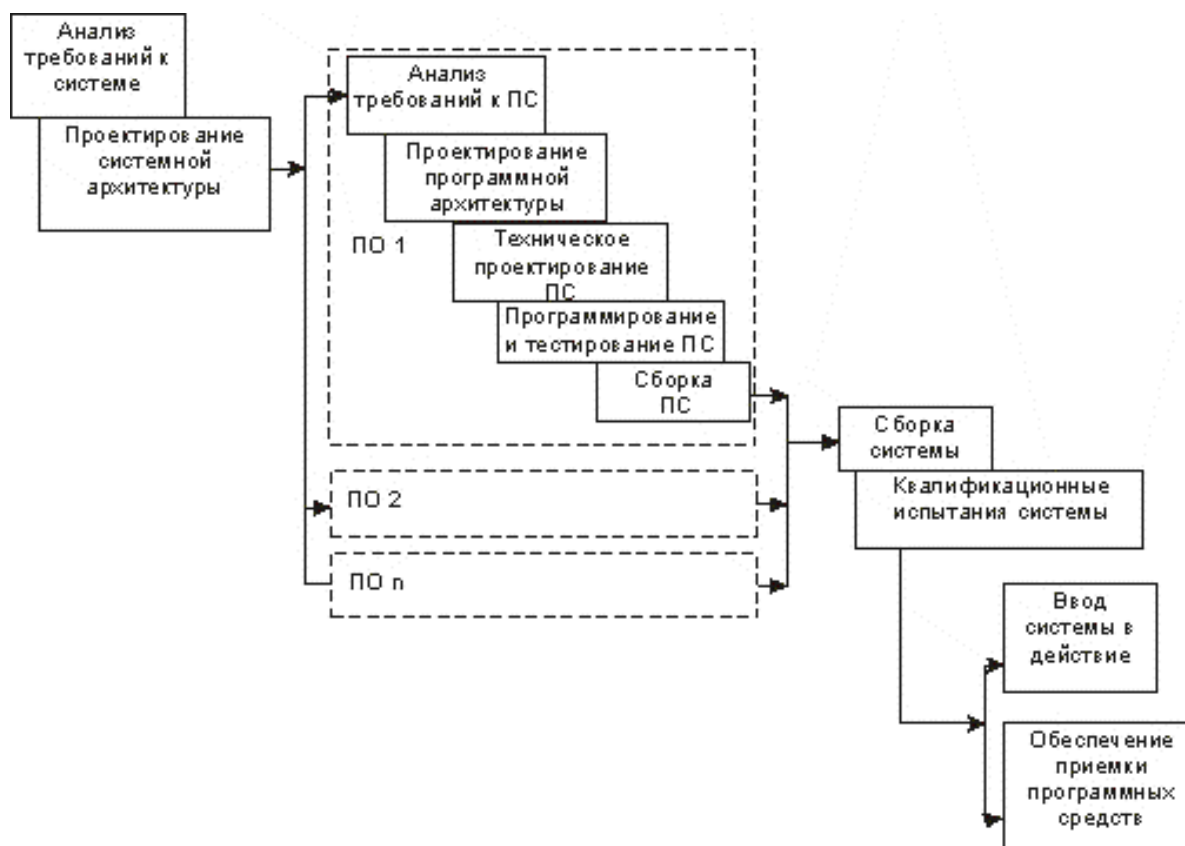 Анализ
требований к
системе
Проектирование
системной
архитектуры
Анализ
требований к ПС
Проектирование
программной
архитектуры
ПО 1
Техническое
проектирование
ПС
Программирование
и тестирование ПС
Сборка
ПС
ПО 2
ПО n
Сборка
системы
Квалификационные
испытания системы
Ввод
системы в
действие
Обеспечение
приемки
программных
средств